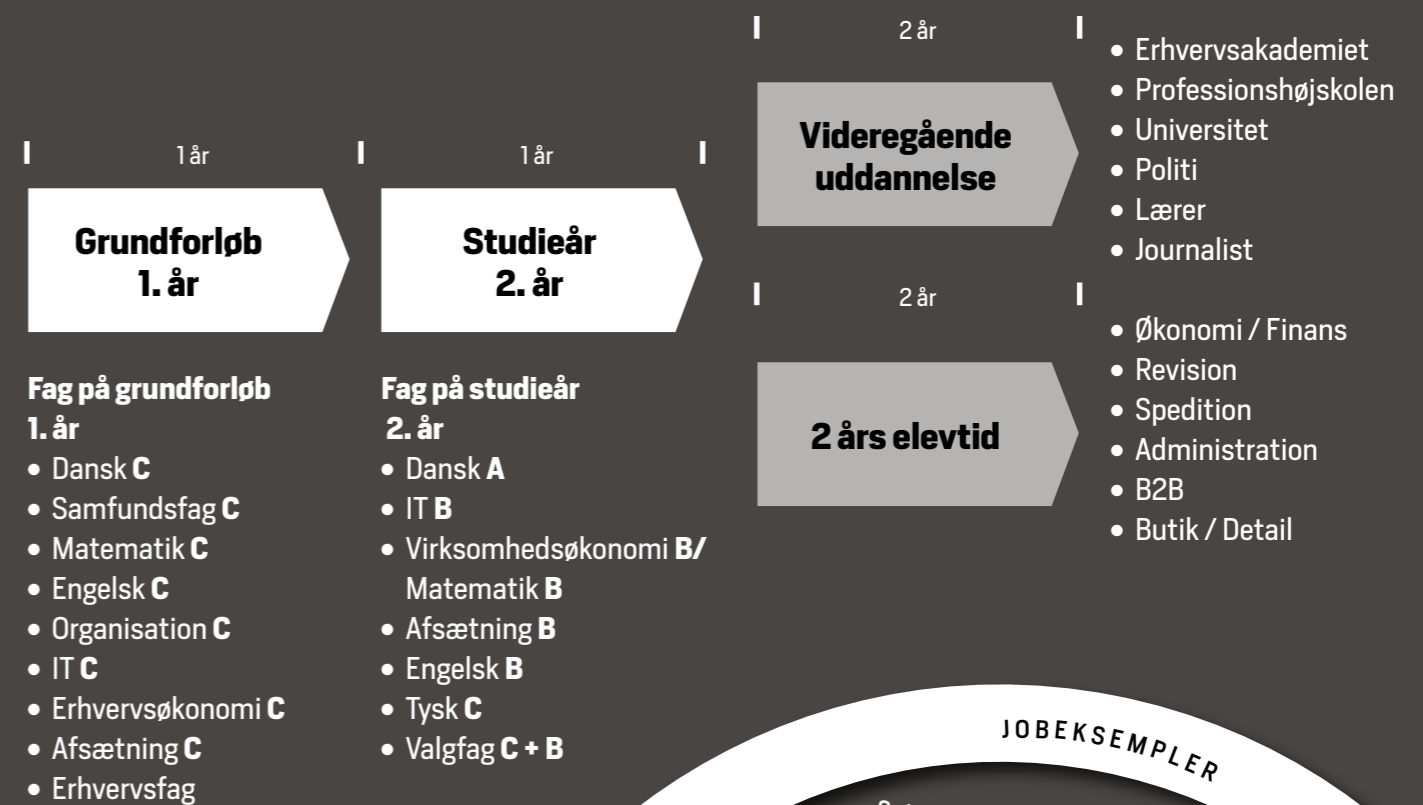 1 år
Grundforløb
1. år
Fag på grundforløb
1. år
• Dansk C
• Samfundsfag C
• Matematik C
• Engelsk C
• Organisation C
• IT C
• Erhvervsøkonomi C
• Afsætning C
• Erhvervsfag
1 år
Studieår
2. år
Fag på studieår
2. år
• Dansk A
• IT B
• Virksomhedsøkonomi B/
Matematik B
• Afsætning B
• Engelsk B
• Tysk C
• Valgfag C + B
2 år
Videregående
uddannelse
• Erhvervsakademiet
• Professionshøjskolen
• Universitet
• Politi
• Lærer
• Journalist
2 år
2 års elevtid
• Økonomi / Finans
• Revision
• Spedition
• Administration
• B2B
• Butik / Detail
JOBEKSEMPLER